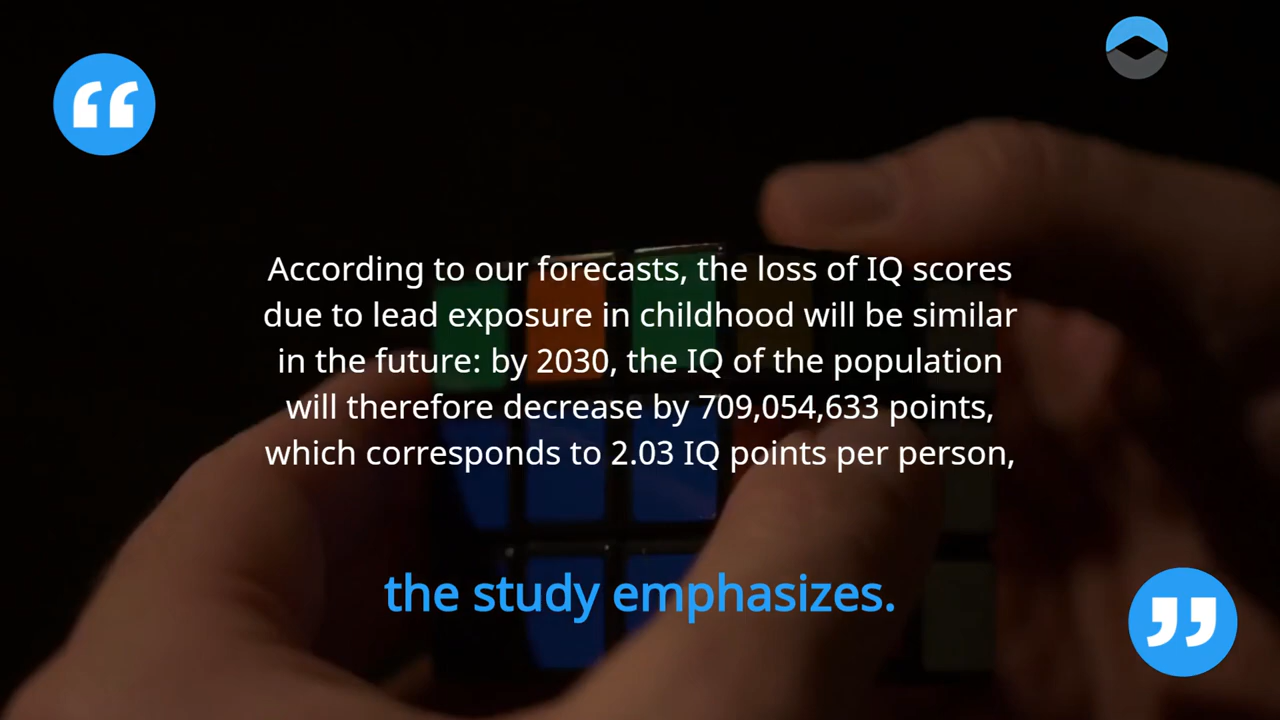 According to our forecasts, the loss of IQ scores
due to lead exposure in childhood will be similar
in the future: by 2030, the IQ of the population
will therefore decrease by 709,054,633 points,
which corresponds to 2.03 IQ points per person,
the study emphasizes.